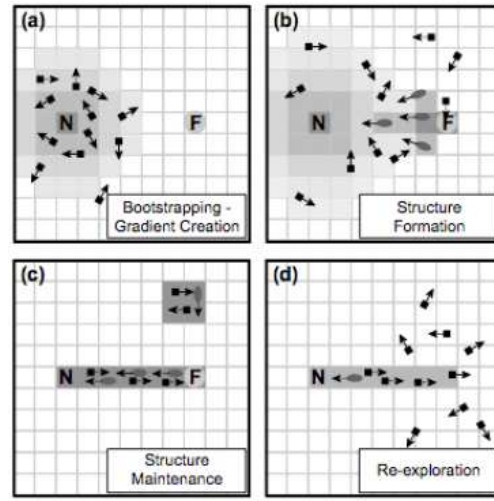 (a)
N
F
Bootstrapping -
Gradient Creation
(b)
N
F
Structure
Formation
(c)
N
F
Structure
Maintenance
(d)
N
F
Re-exploration